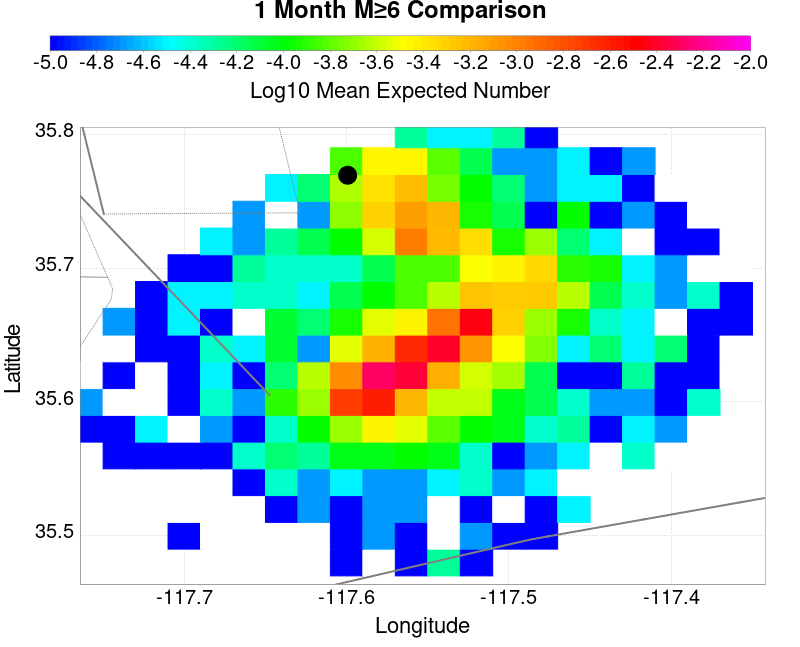 1 Month M≥6 Comparison
-5.0 -4.8 -4.6 -4.4 -4.2 -4.0 -3.8 -3.6 -3.4 -3.2 -3.0 -2.8 -2.6 -2.4 -2.2 -2.0
Log10 Mean Expected Number
35.8
35.7
35.6
35.5
Latitude
-117.7 -117.6 -117.5 -117.4
Longitude